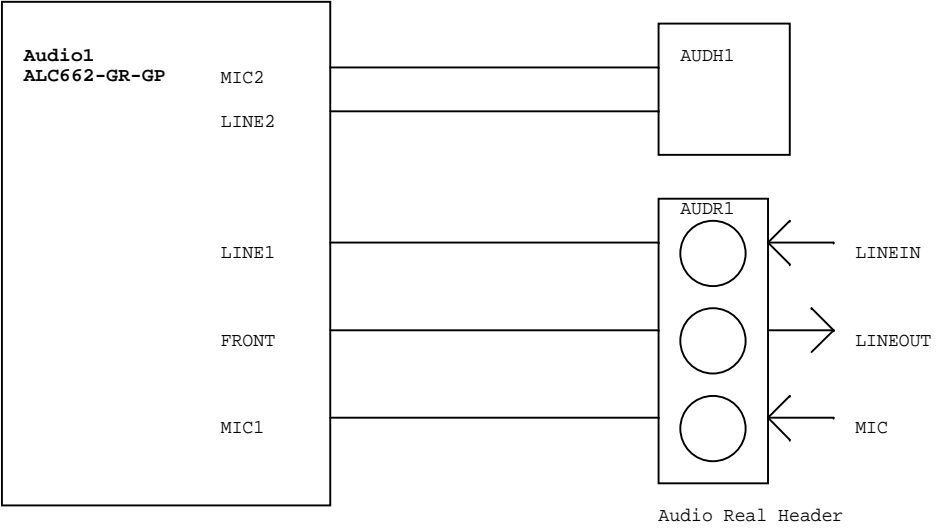 Audio1
ALC662-GR-GP
MIC2
LINE2
LINE1
FRONT
MIC1
AUDH1
AUDR1
LINEIN
LINEOUT
MIC
Audio Real Header